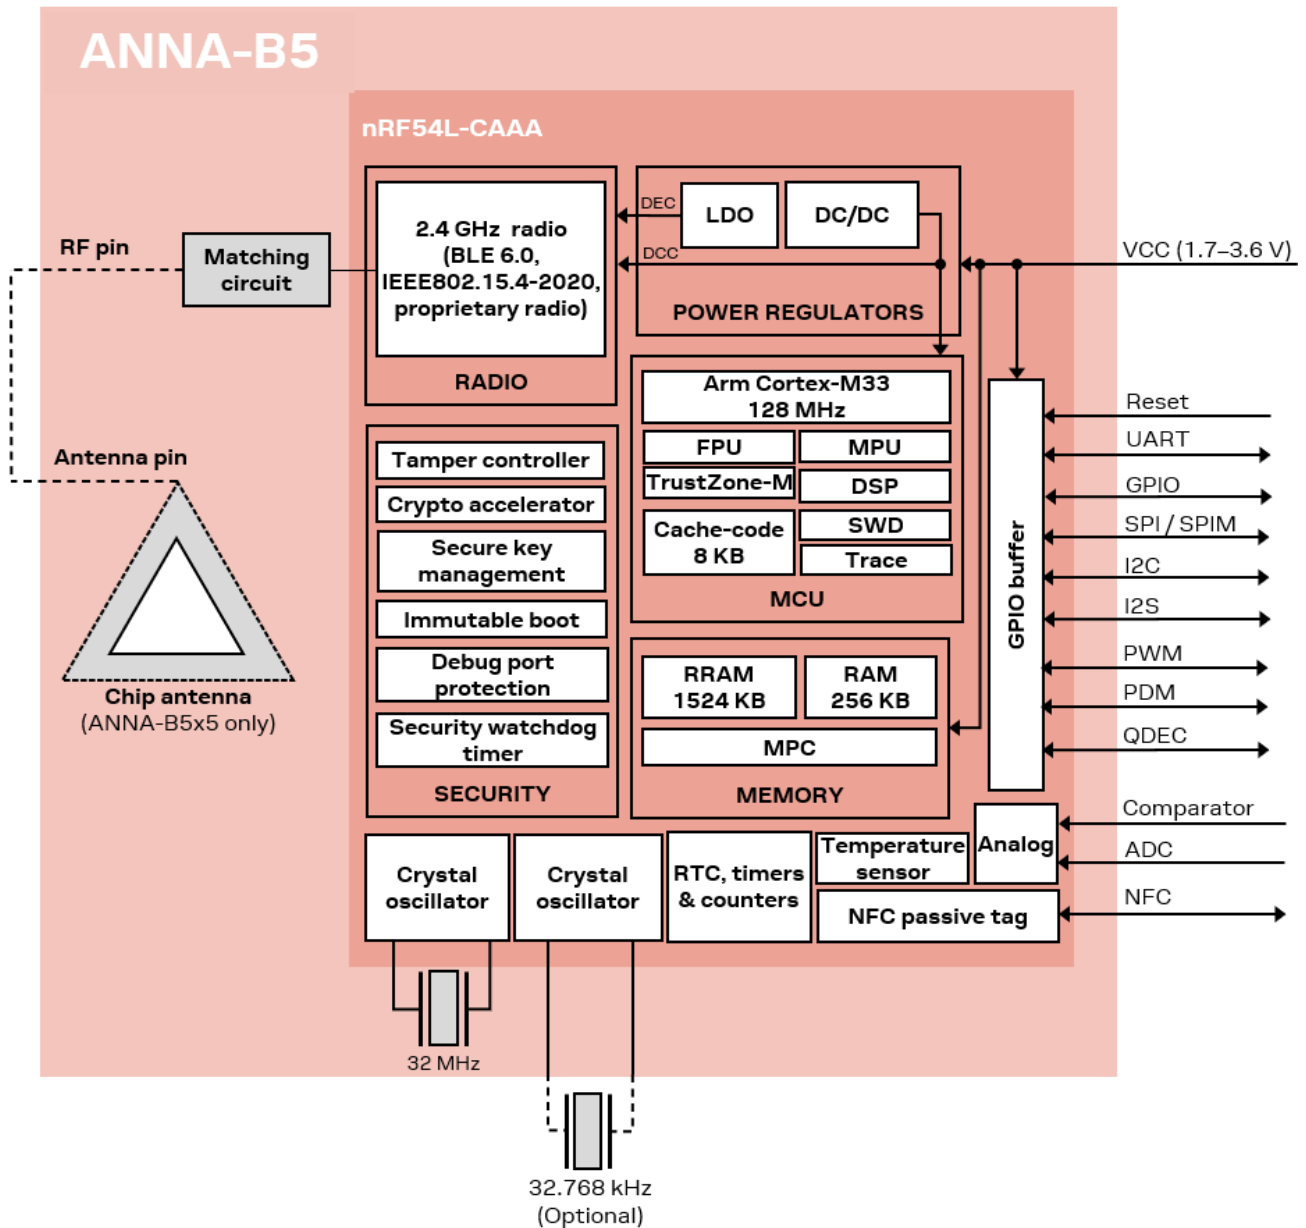 ANNA-B5
nRF54L-CAAA
2.4 GHz radio
(BLE 6.0,
IEEE802.15.4-2020,
proprietary radio)
RADIO
DEC
DCC
LDO
DC/DC
POWER REGULATORS
RF pin
Matching
circuit
VCC (1.7–3.6 V)
Antenna pin
Chip antenna
(ANNA-B5x5 only)
Tamper controller
Crypto accelerator
Secure key
management
Immutable boot
Debug port
protection
Security watchdog
timer
SECURITY
Arm Cortex-M33
128 MHz
FPU
MPU
TrustZone-M
DSP
Cache-code
8 KB
SWD
Trace
MCU
RRAM
1524 KB
RAM
256 KB
MPC
MEMORY
GPIO buffer
Reset
UART
GPIO
SPI / SPIM
I2C
I2S
PWM
PDM
QDEC
Comparator
ADC
NFC
Analog
Crystal
oscillator
Crystal
oscillator
RTC, timers
& counters
Temperature
sensor
NFC passive tag
32 MHz
32.768 kHz
(Optional)